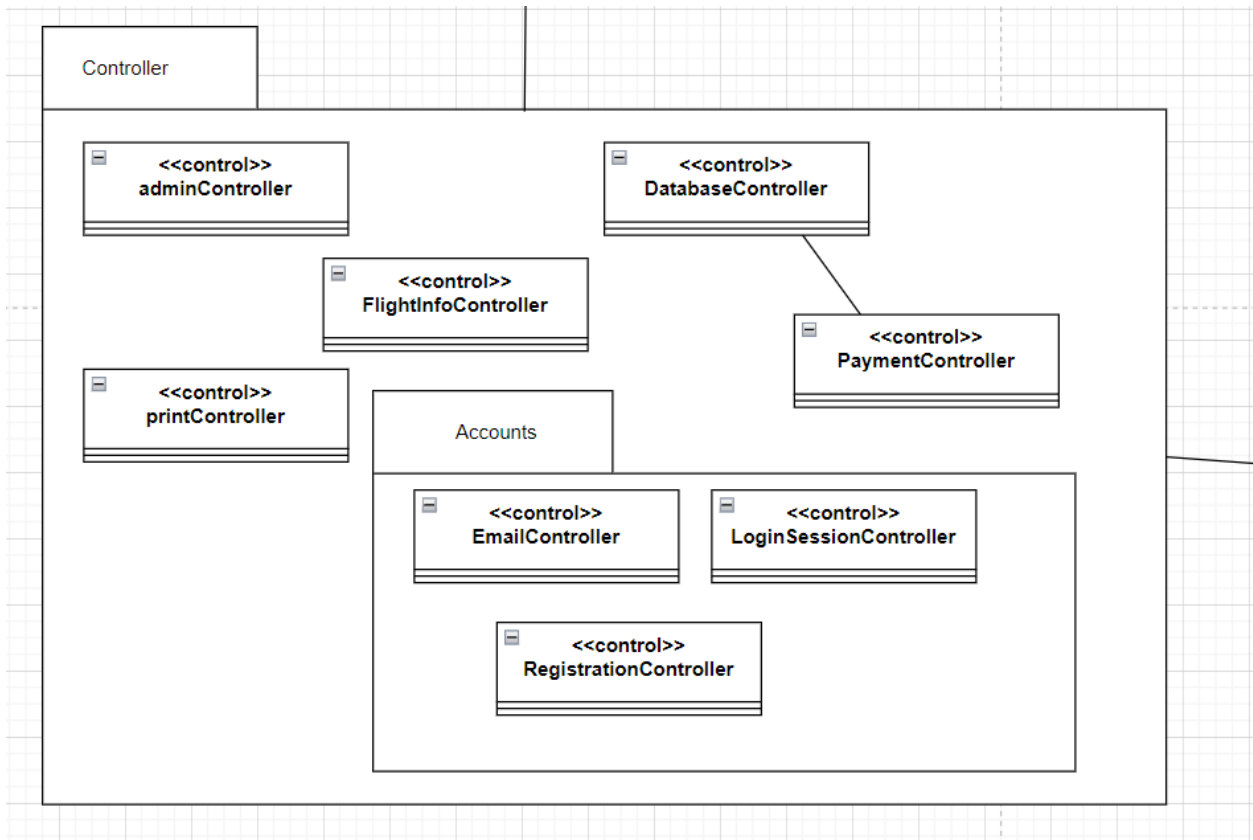 Controller
<<control>>
adminController
<<control>>
DatabaseController
<<control>>
FlightInfoController
<<control>>
PaymentController
<<control>>
printController
Accounts
<<control>>
EmailController
<<control>>
LoginSessionController
<<control>>
RegistrationController